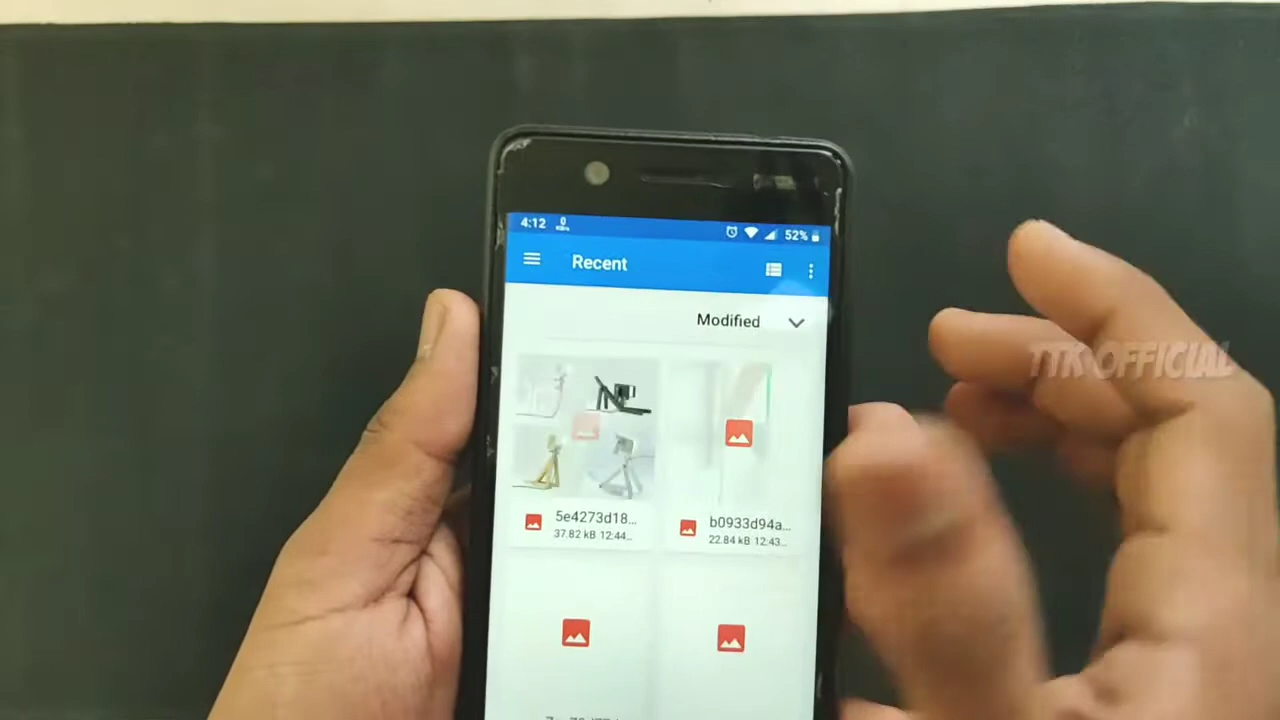 4:12 0 52%
Recent
Modified
TTK OFFICIAL
5e4273d18... b0933d94a...
37.82 kB 12:44... 22.84 kB 12:43...